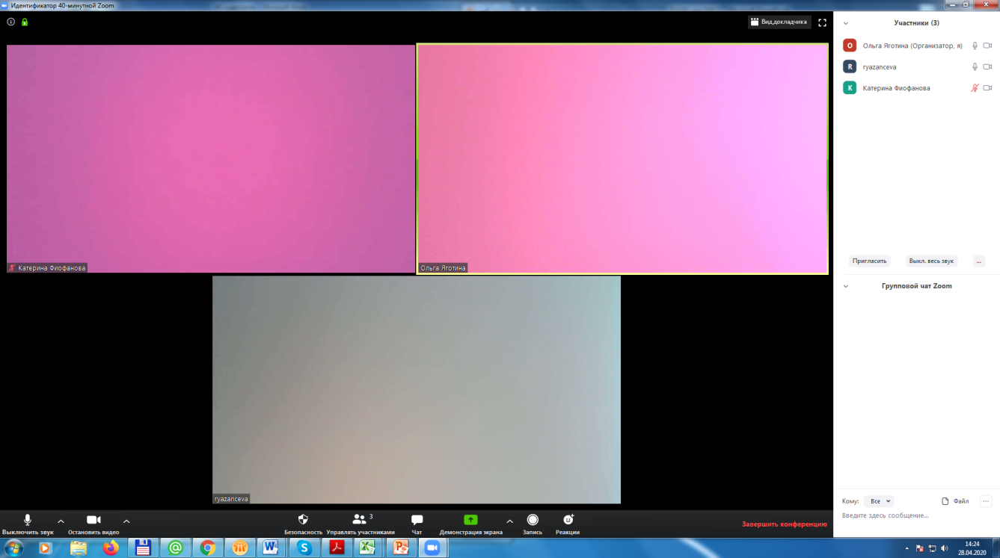 Идентификатор 40-минутной Zoom
Вид докладчика
Участники (3)
О Ольга Яготина (Организатор, я)
R ryazanceva
К Катерина Фиофанова
Катерина Фиофанова
Ольга Яготина
ryazanceva
Пригласить Выкл. весь звук ...
Групповой чат Zoom
Кому: Все Файл ...
Введите здесь сообщение...
3
Выключить звук Остановить видео Безопасность Управлять участниками Чат Демонстрация экрана Запись Реакции Завершить конференцию
14:24
28.04.2020